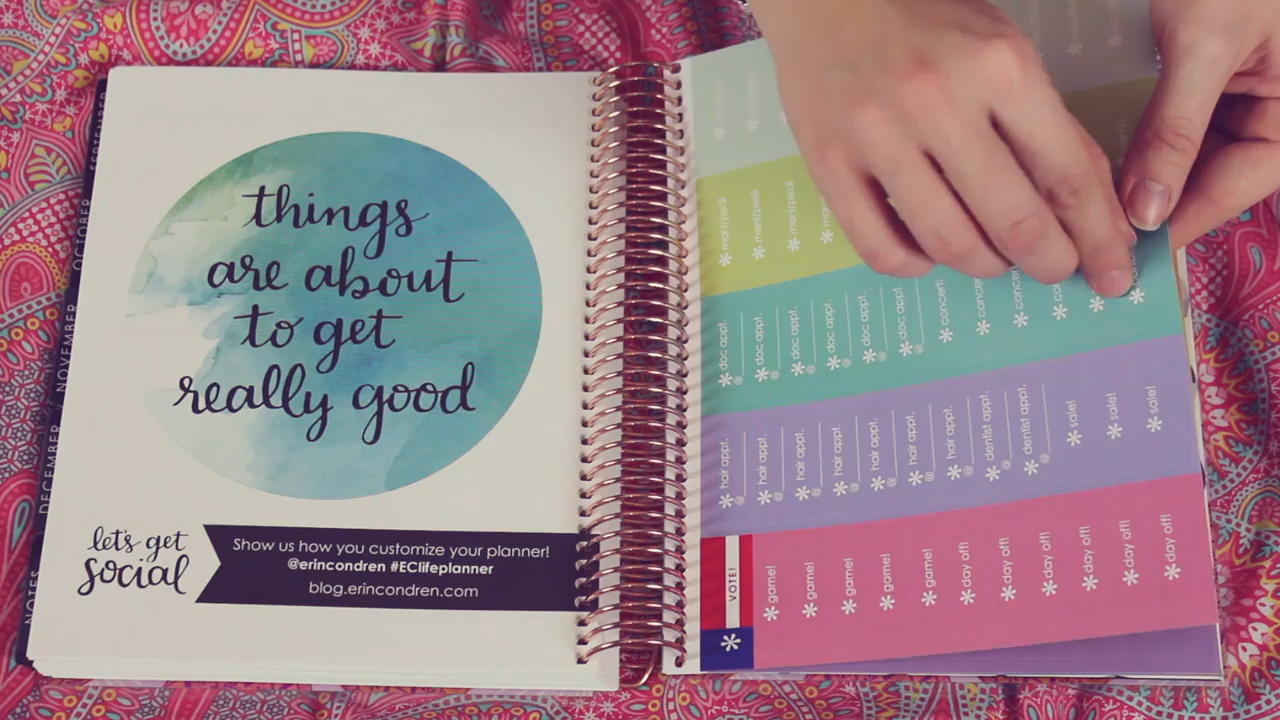 things
are about
to get
really good
let's get
social
Show us how you customize your planner!
@erincondren #EClifeplanner
blog.erincondren.com
SEPTEMBER
OCTOBER
NOVEMBER
DECEMBER
NOTES
mani/pedi
mani/pedi
mani/pedi
doc appt.
@
doc appt.
@
doc appt.
@
doc appt.
@
doc appt.
@
doc appt.
@
concert!
hair appt.
@
hair appt.
@
hair appt.
@
hair appt.
@
hair appt.
@
hair appt.
@
hair appt.
@
dentist appt.
@
dentist appt.
@
sale!
sale!
sale!
VOTE!
game!
game!
game!
game!
game!
day off!
day off!
day off!
day off!
day off!
day off!